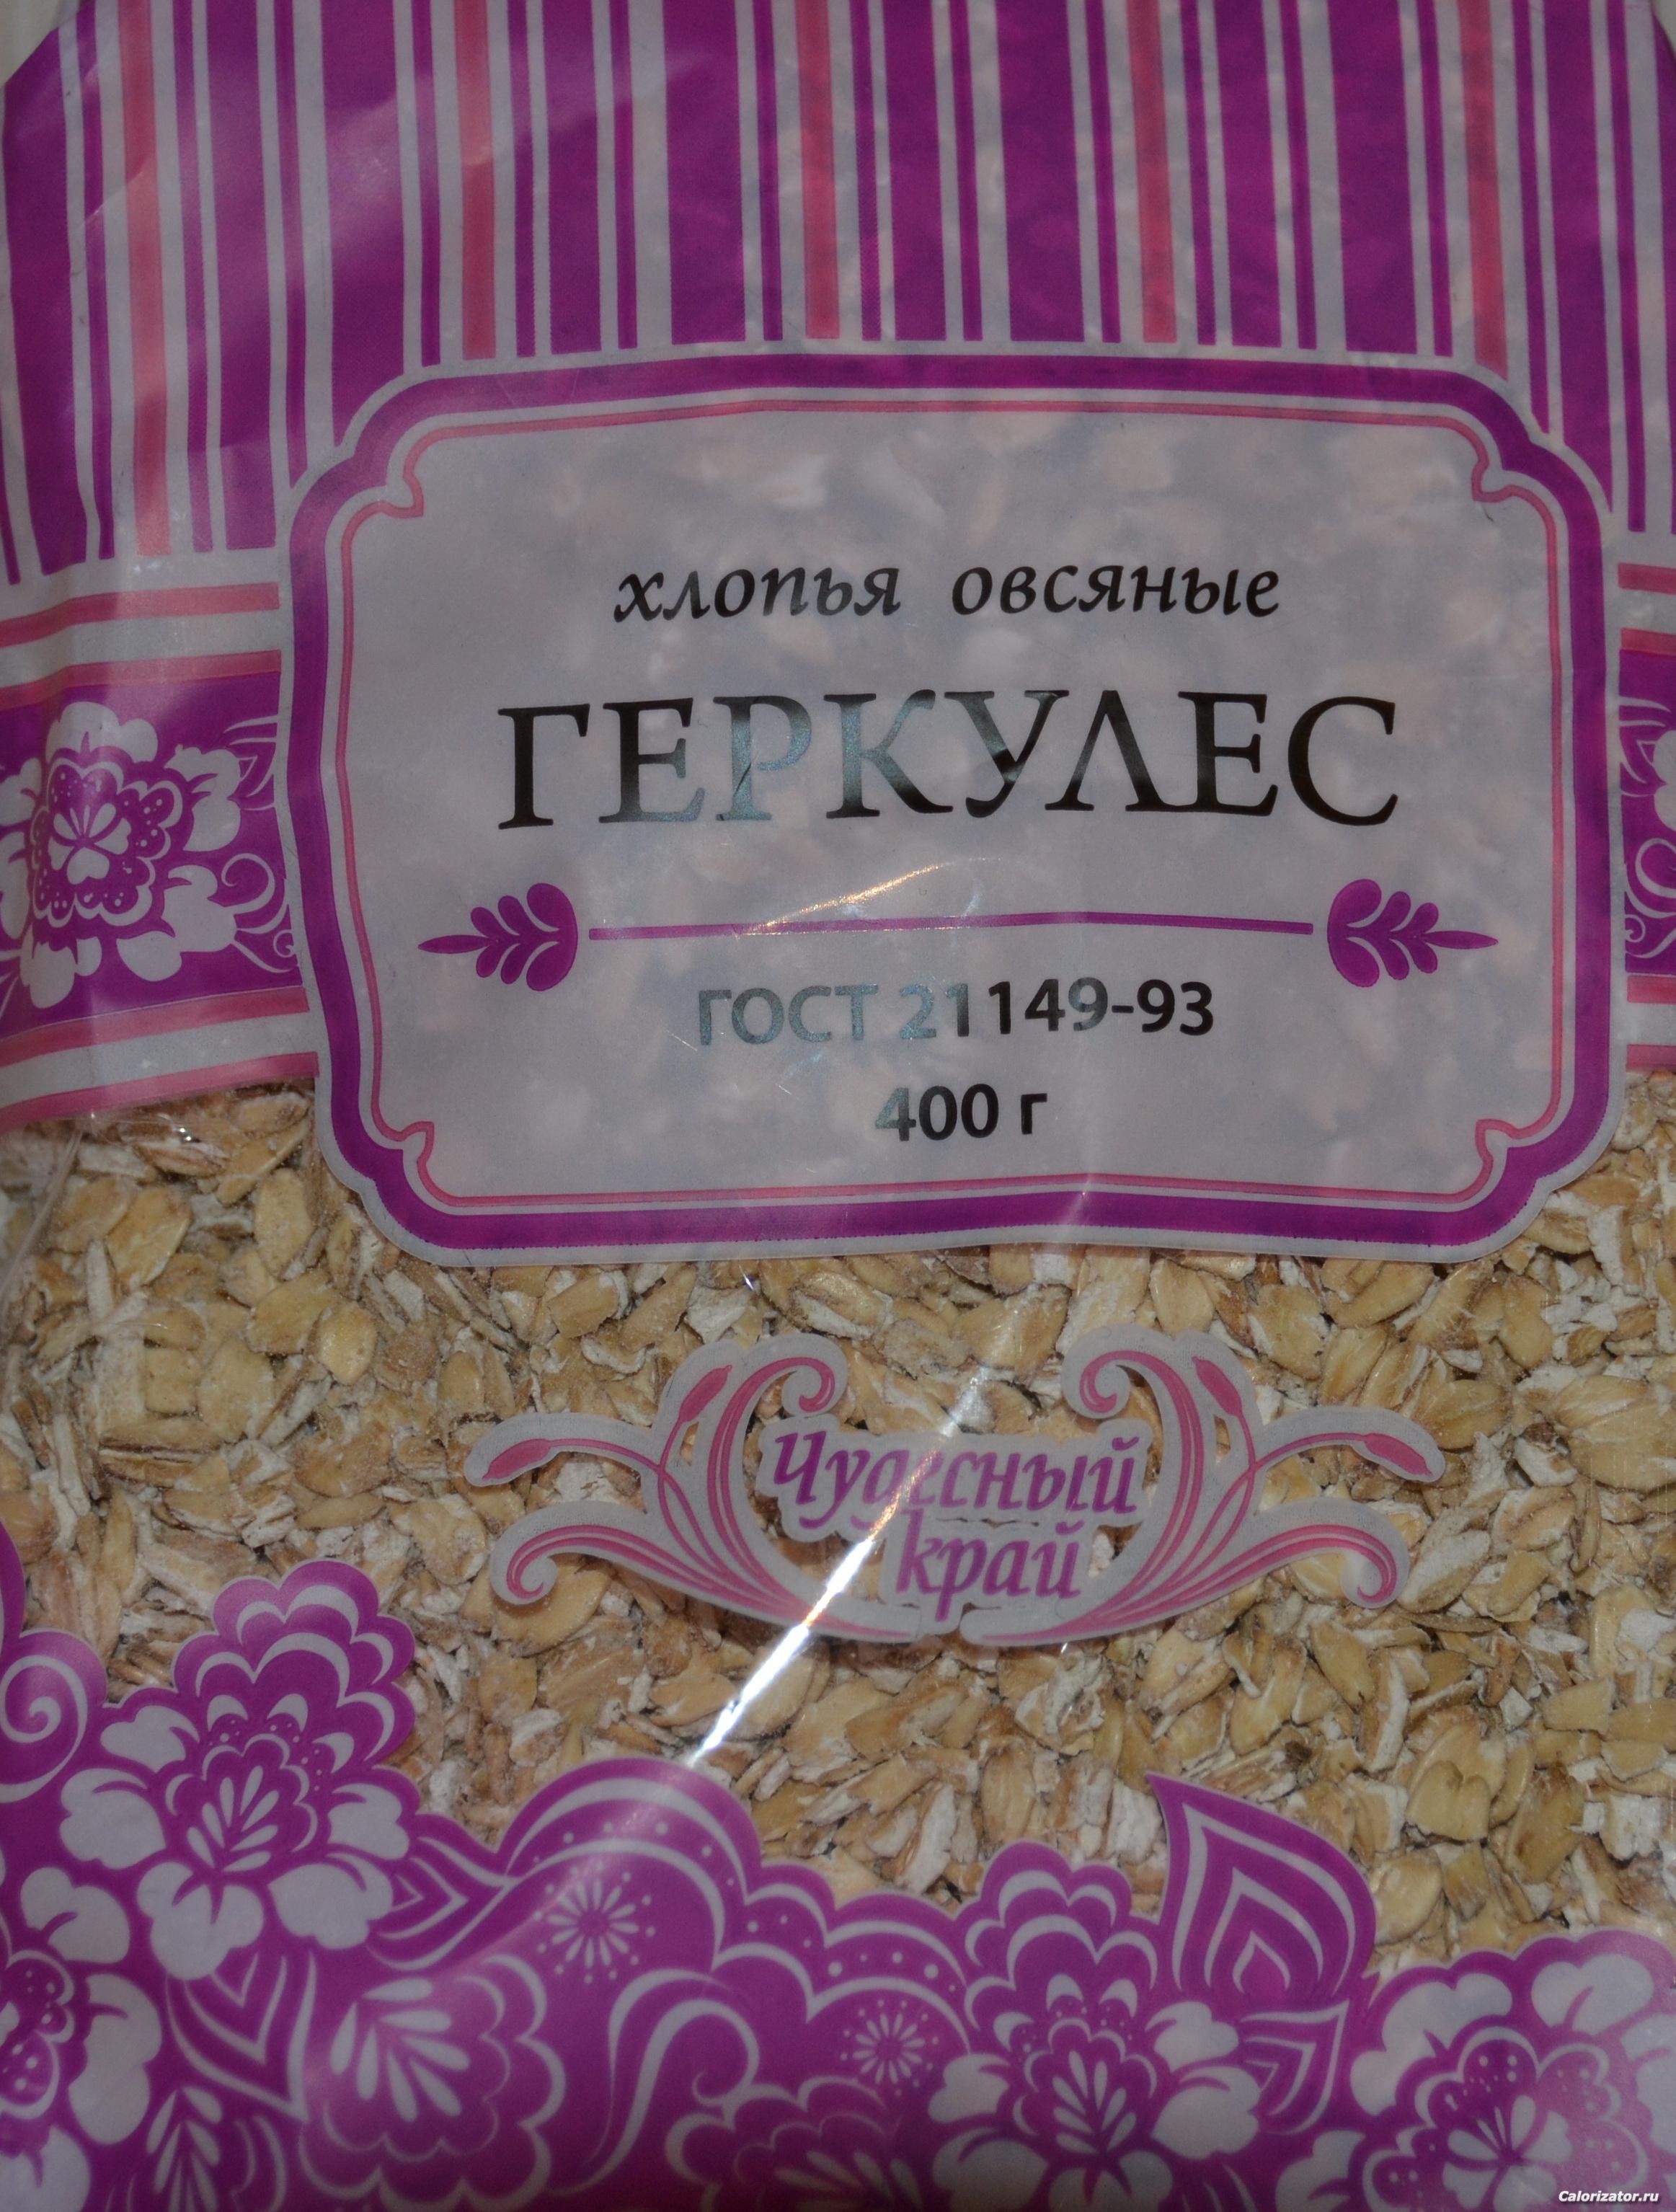 хлопья овсяные
ГЕРКУЛЕС
ГОСТ 21149-93
400 г
Чудесный
край
Calorizator.ru